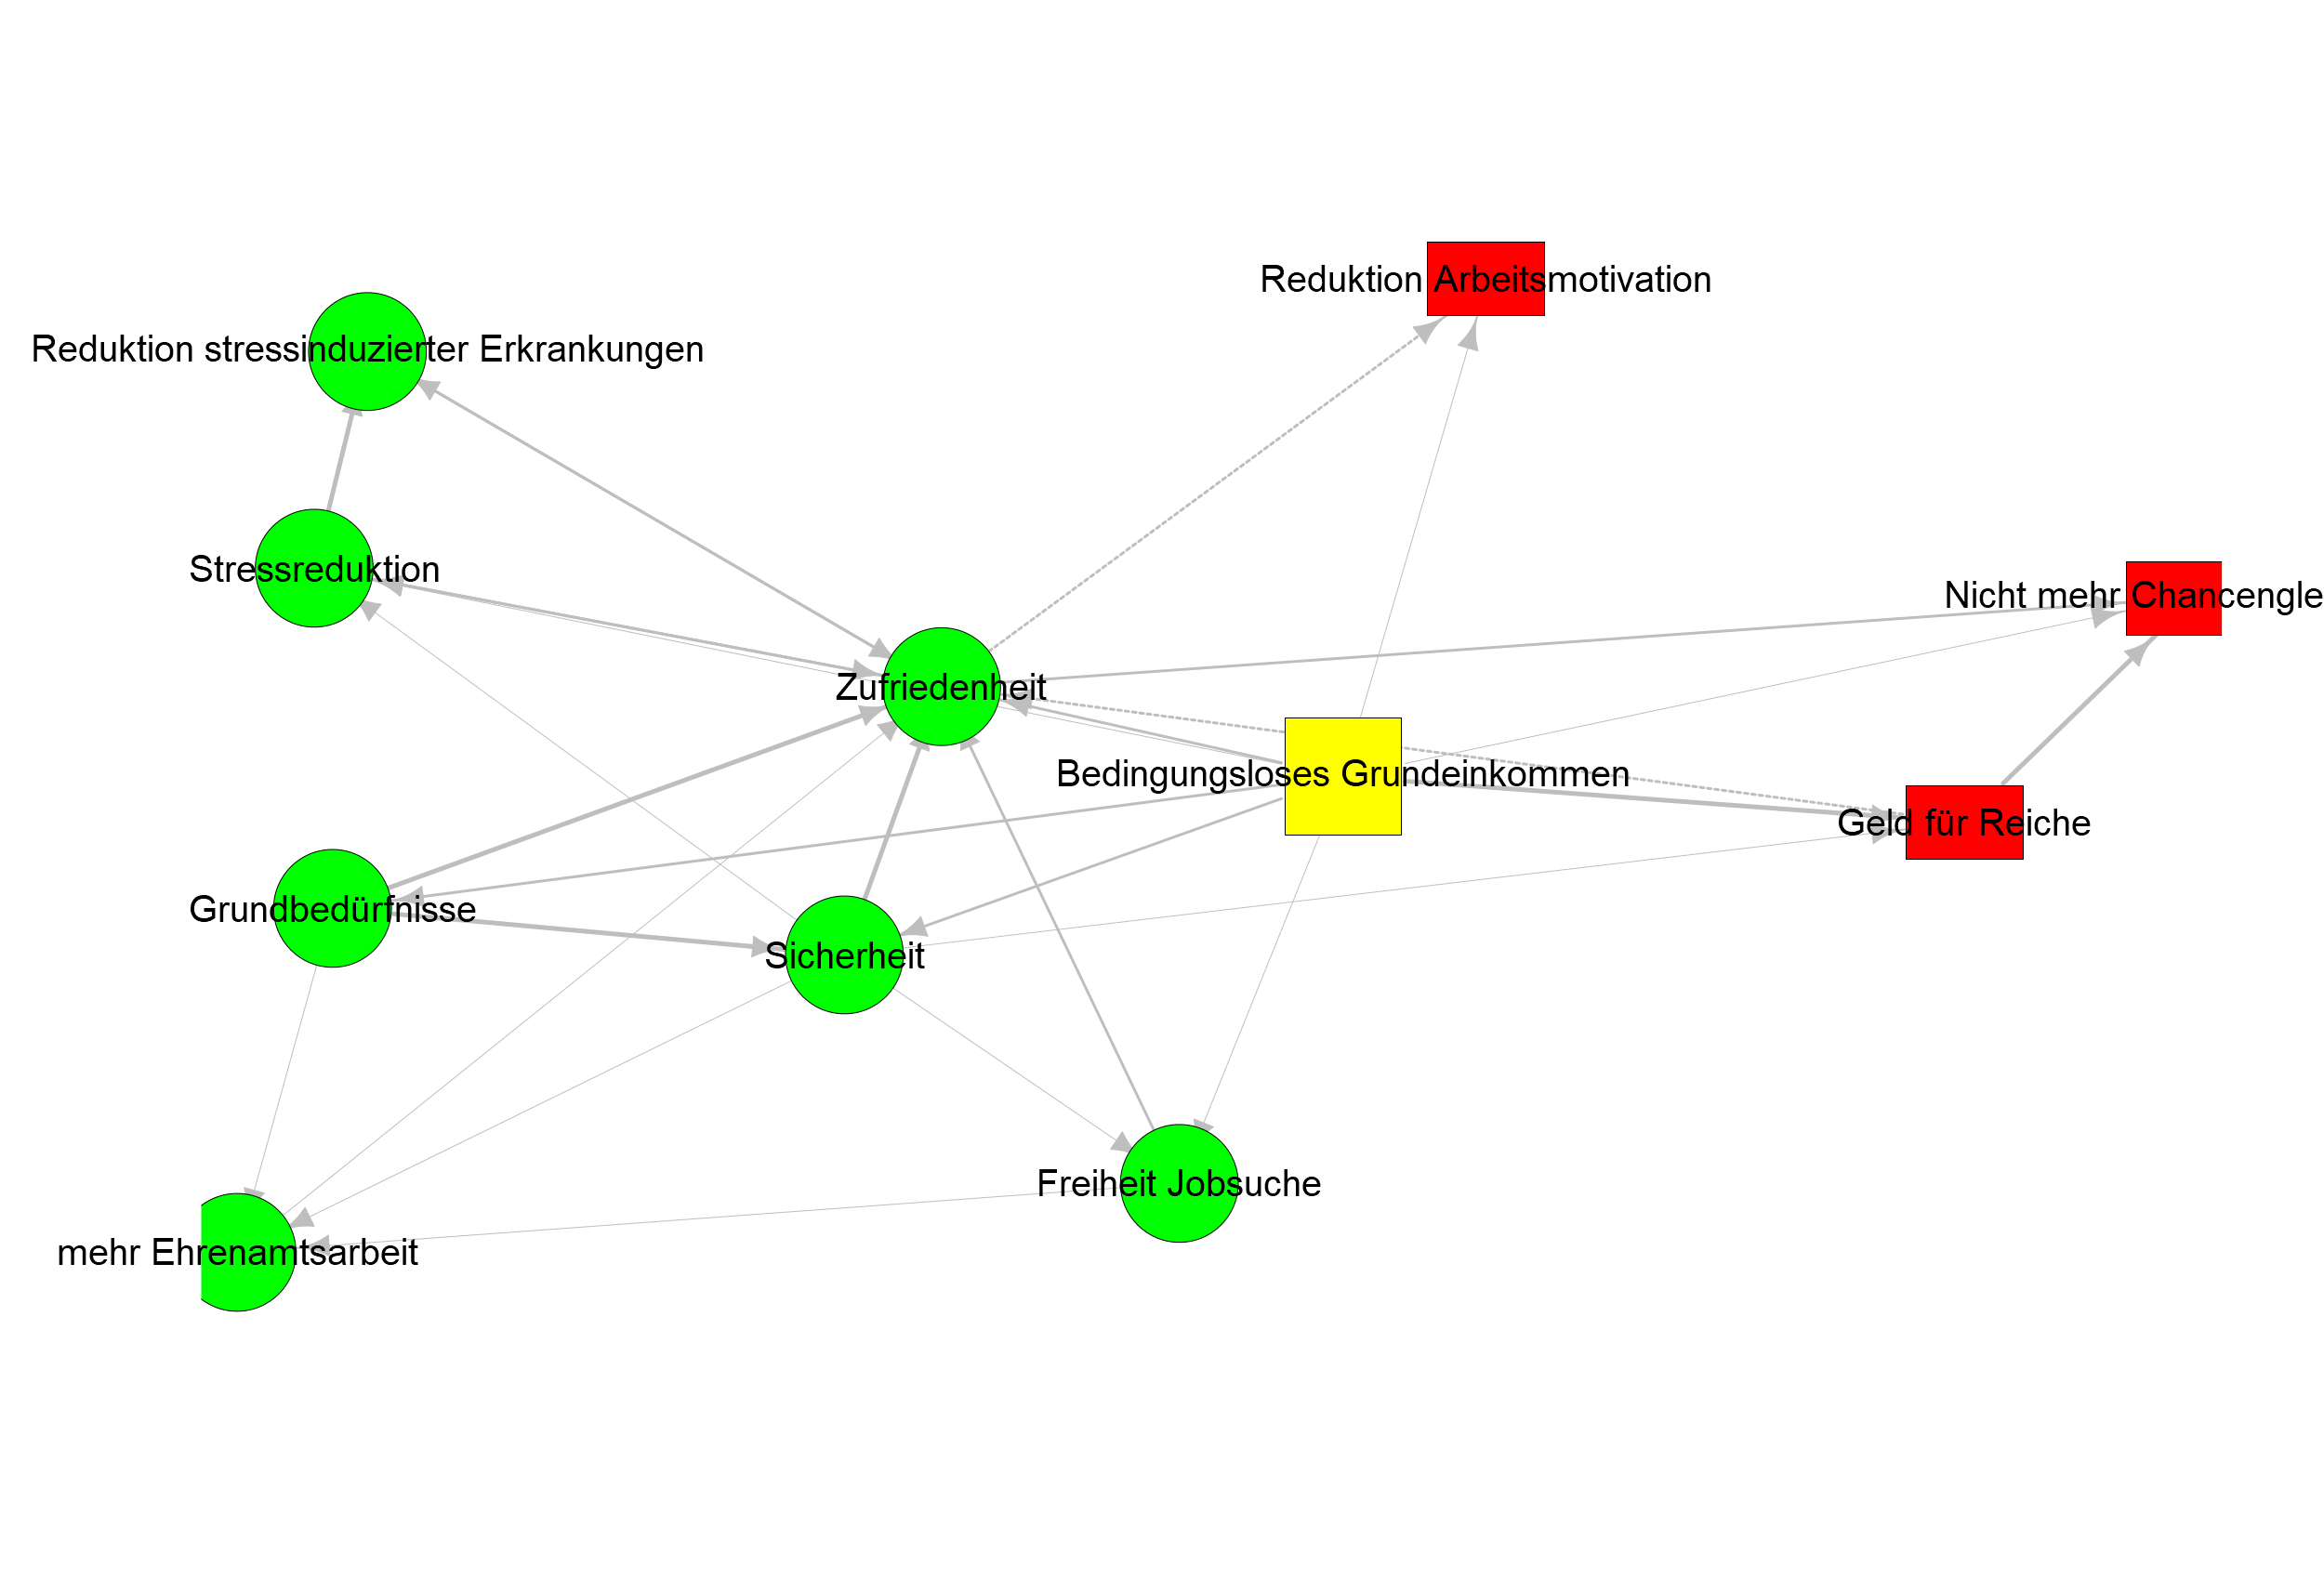 Reduktion Arbeitsmotivation
Reduktion stressinduzierter Erkrankungen
Stressreduktion
Nicht mehr Chancengle
Zufriedenheit
Bedingungsloses Grundeinkommen
Geld für Reiche
Grundbedürfnisse
Sicherheit
Freiheit Jobsuche
mehr Ehrenamtsarbeit